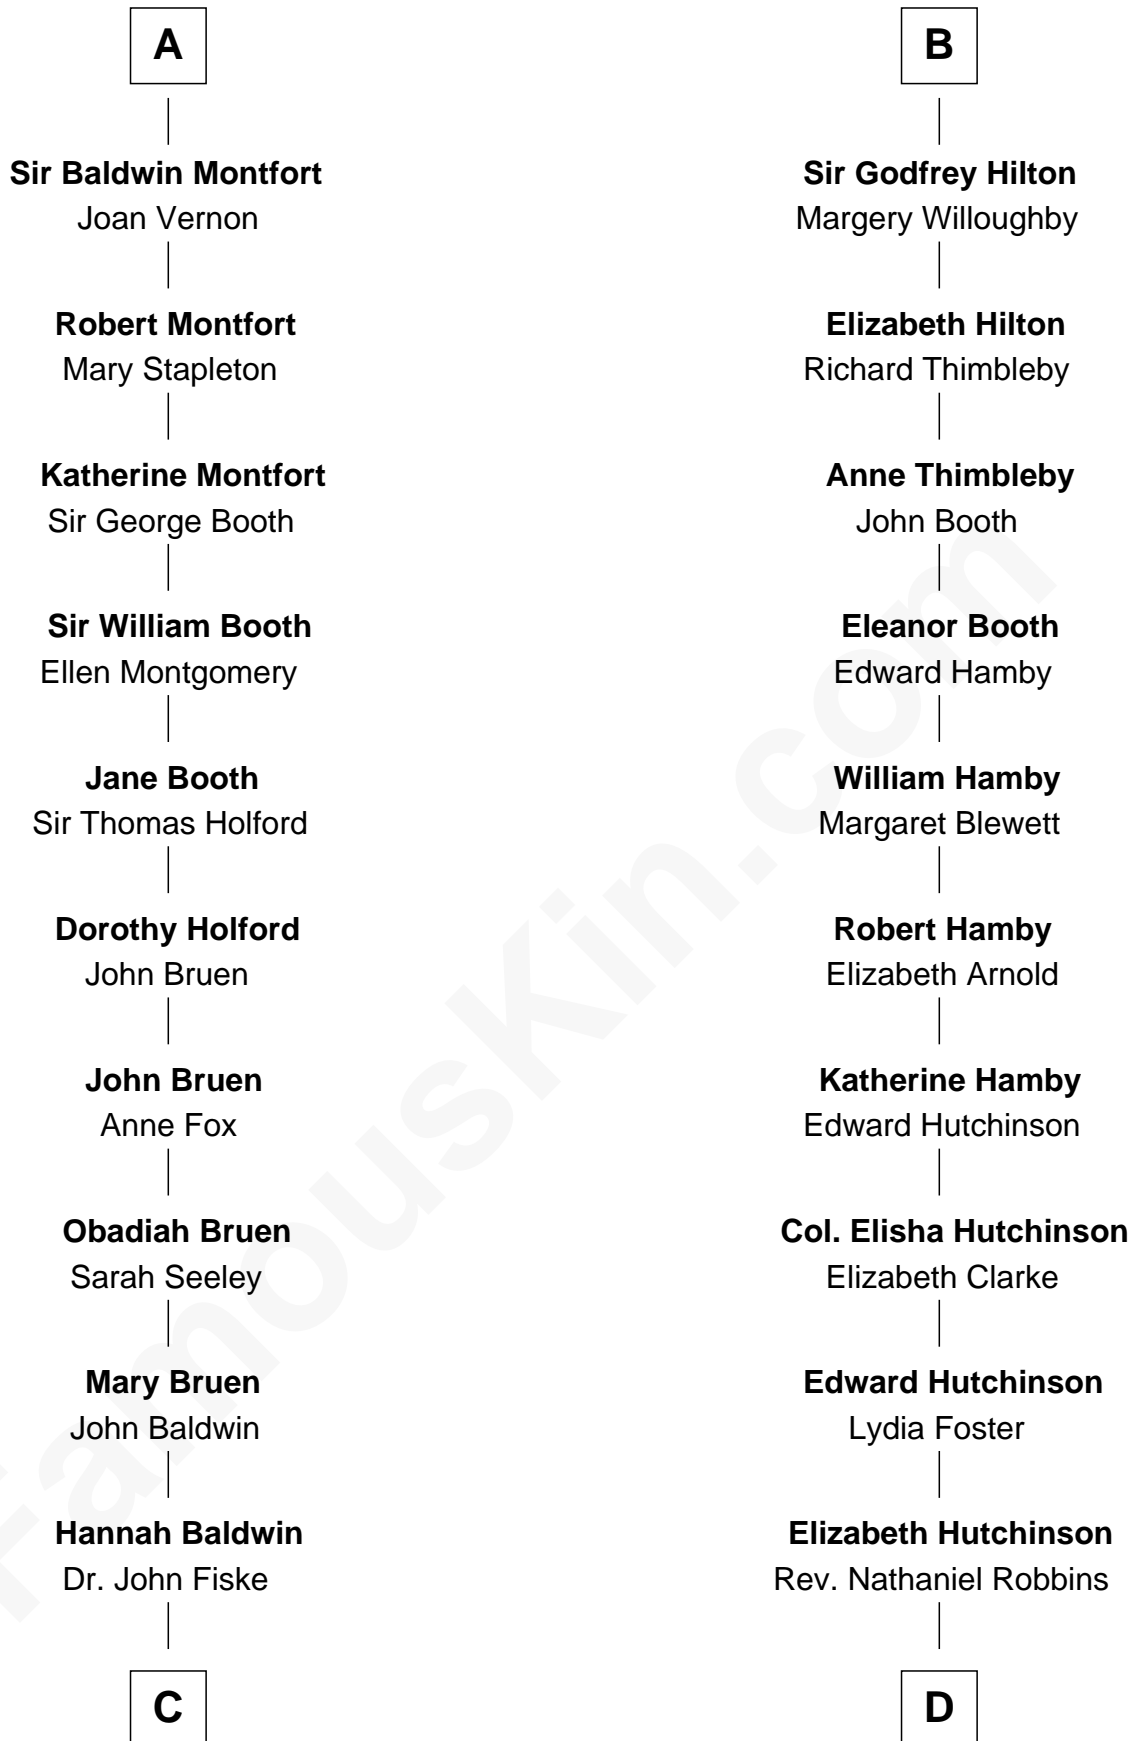 A
Sir Baldwin Montfort
Joan Vernon
Robert Montfort
Mary Stapleton
Katherine Montfort
Sir George Booth
Sir William Booth
Ellen Montgomery
Jane Booth
Sir Thomas Holford
Dorothy Holford
John Bruen
John Bruen
Anne Fox
Obadiah Bruen
Sarah Seeley
Mary Bruen
John Baldwin
Hannah Baldwin
Dr. John Fiske
C
B
Sir Godfrey Hilton
Margery Willoughby
Elizabeth Hilton
Richard Thimbleby
Anne Thimbleby
John Booth
Eleanor Booth
Edward Hamby
William Hamby
Margaret Blewett
Robert Hamby
Elizabeth Arnold
Katherine Hamby
Edward Hutchinson
Col. Elisha Hutchinson
Elizabeth Clarke
Edward Hutchinson
Lydia Foster
Elizabeth Hutchinson
Rev. Nathaniel Robbins
D
FamousKin.com